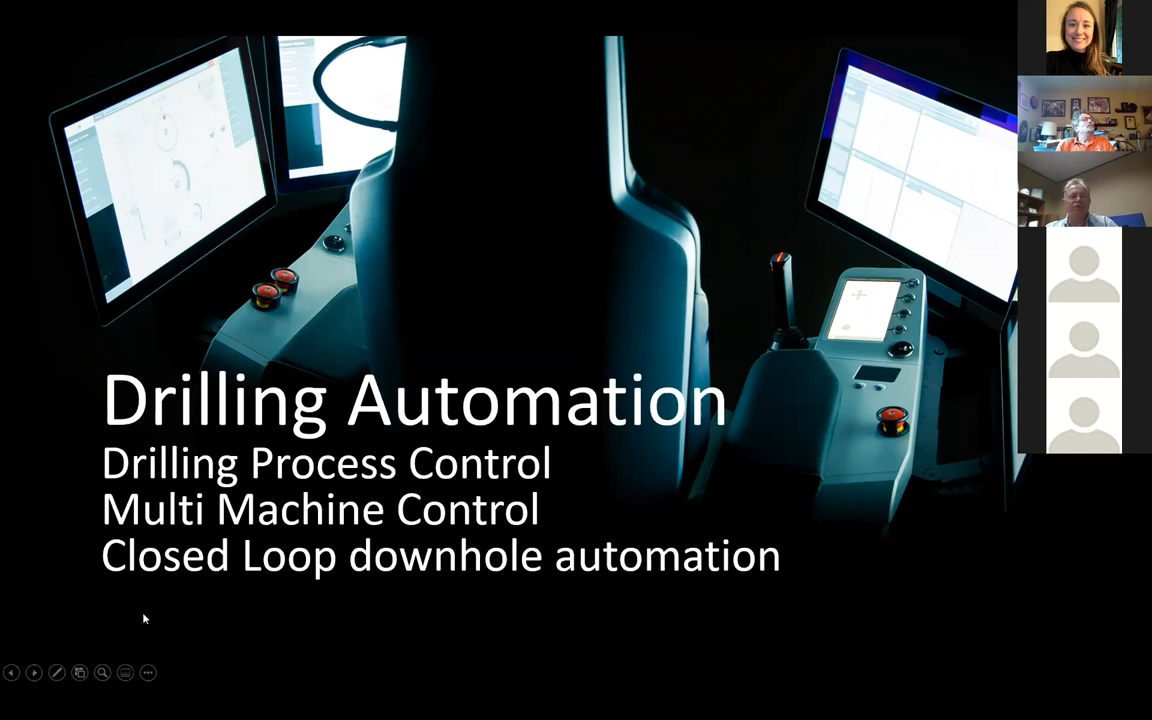 Drilling Automation
Drilling Process Control
Multi Machine Control
Closed Loop downhole automation